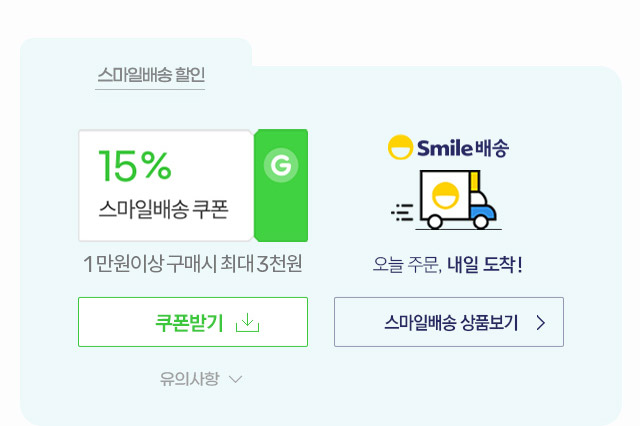 스마일배송 할인
15%
G
스마일배송 쿠폰
1만원이상 구매시 최대 3천원
쿠폰받기
유의사항
Smile배송
오늘 주문, 내일 도착!
스마일배송 상품보기